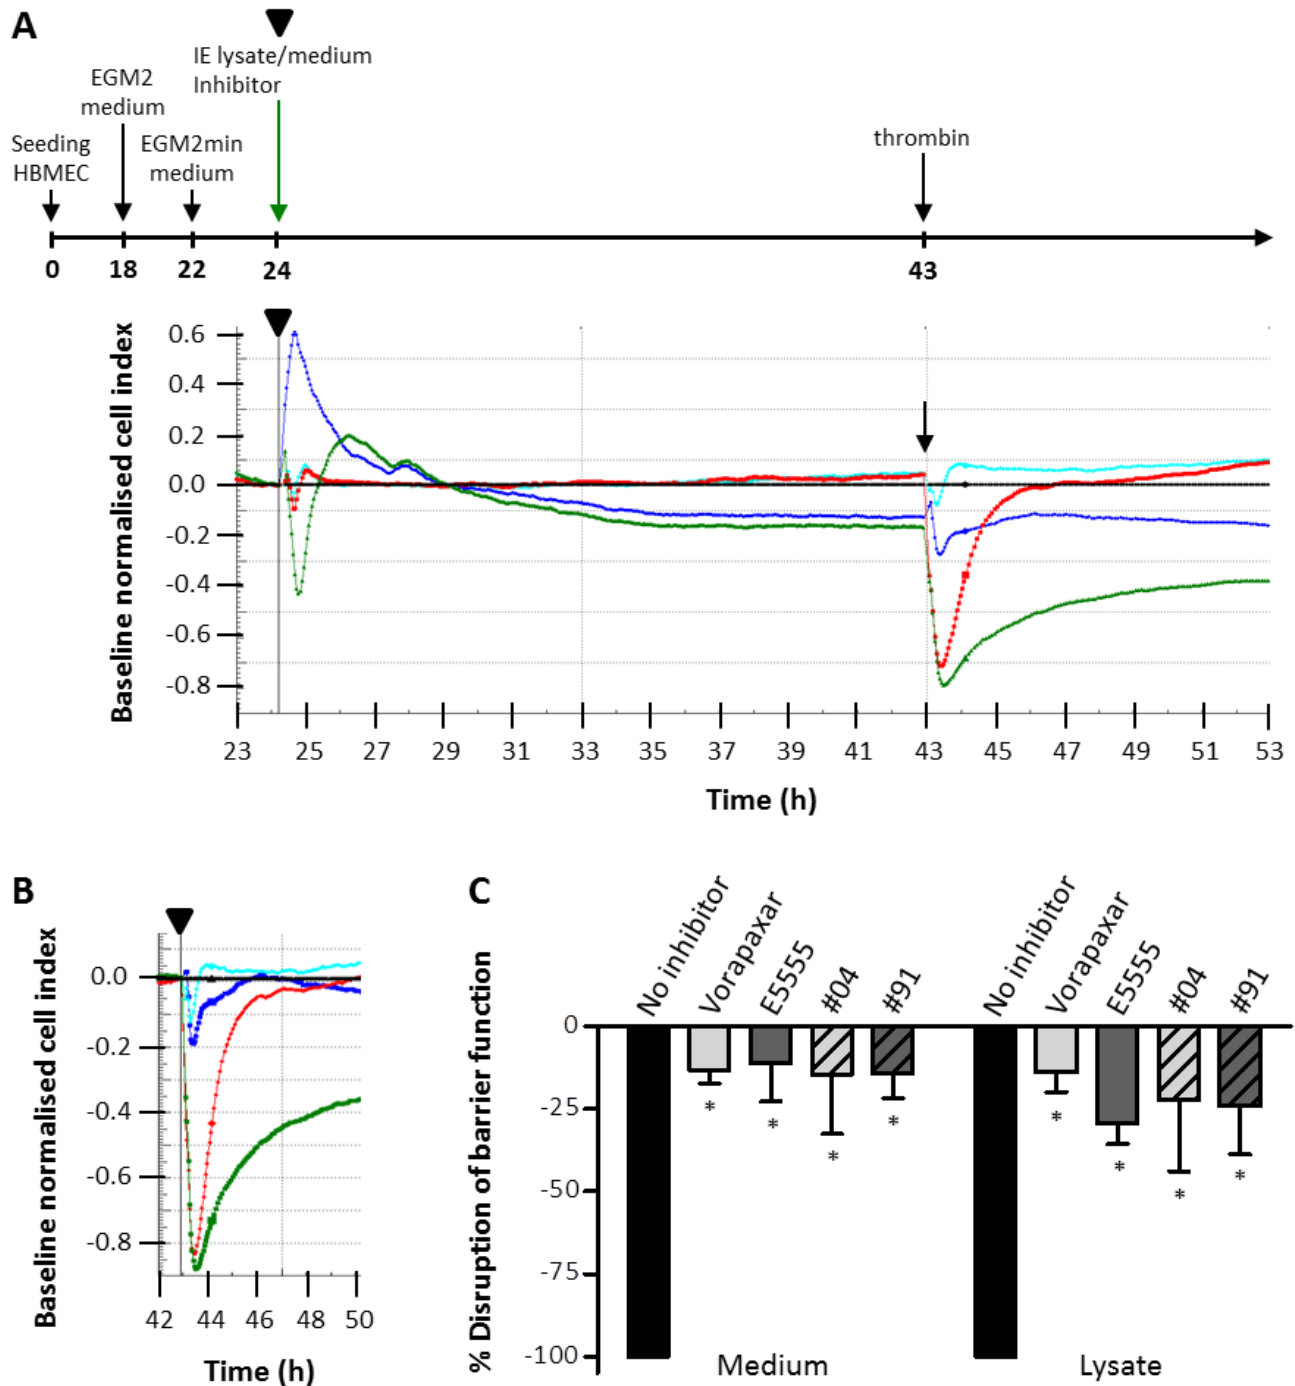 A
IE lysate/medium
Inhibitor
EGM2
medium
Seeding
HBMEC
EGM2min
medium
thrombin
0 18 22 24 43
Baseline normalised cell index
0.6
0.4
0.2
0.0
-0.2
-0.4
-0.6
-0.8
23 25 27 29 31 33 35 37 39 41 43 45 47 49 51 53
Time (h)
B
Baseline normalised cell index
0.0
-0.2
-0.4
-0.6
-0.8
42 44 46 48 50
Time (h)
C
No inhibitor
Vorapaxar
E5555
#04
#91
No inhibitor
Vorapaxar
E5555
#04
#91
% Disruption of barrier function
0
-25
-50
-75
-100
* * * * * * * *
Medium Lysate